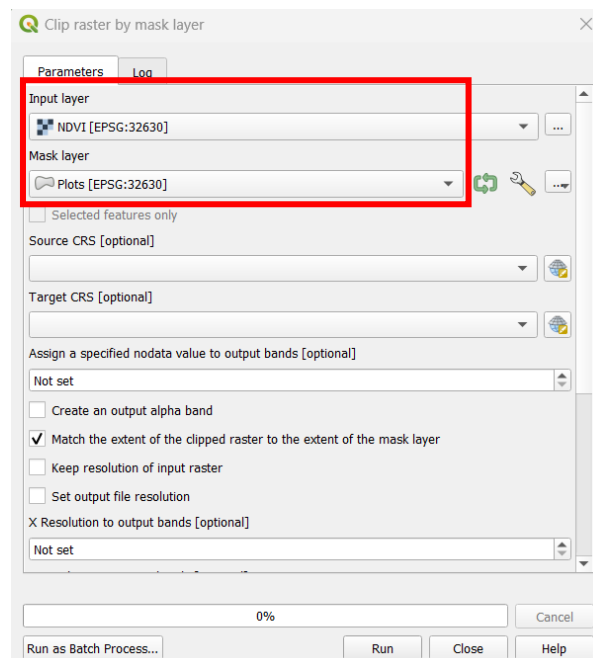 Clip raster by mask layer
Parameters Log
Input layer
NDVI [EPSG:32630]
...
Mask layer
Plots [EPSG:32630]
...
Selected features only
Source CRS [optional]
Target CRS [optional]
Assign a specified nodata value to output bands [optional]
Not set
Create an output alpha band
Match the extent of the clipped raster to the extent of the mask layer
Keep resolution of input raster
Set output file resolution
X Resolution to output bands [optional]
Not set
0%
Cancel
Run as Batch Process...
Run
Close
Help